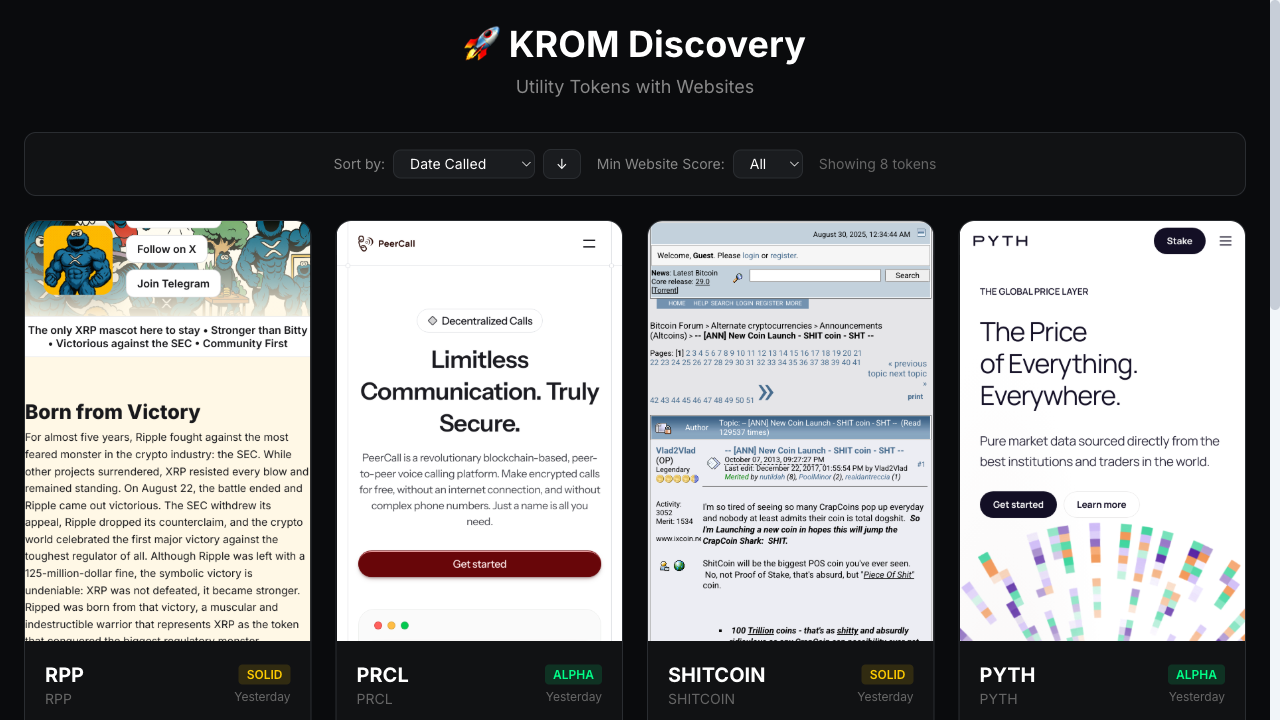 🚀 KROM Discovery
Utility Tokens with Websites
Sort by: Date Called ↓ Min Website Score: All Showing 8 tokens
Follow on X
Join Telegram
The only XRP mascot here to stay • Stronger than Bitty
• Victorious against the SEC • Community First
Born from Victory
For almost five years, Ripple fought against the most
feared monster in the crypto industry: the SEC. While
other projects surrendered, XRP resisted every blow and
remained standing. On August 22, the battle ended and
Ripple came out victorious. The SEC withdrew its
appeal, Ripple dropped its counterclaim, and the crypto
world celebrated the first major victory against the
toughest regulator of all. Although Ripple was left with a
125-million-dollar fine, the symbolic victory is
undeniable: XRP was not defeated, it became stronger.
Ripped was born from that victory, a muscular and
indestructible warrior that represents XRP as the token
that conquered the biggest regulatory monster
RPP SOLID
RPP Yesterday
PeerCall
Decentralized Calls
Limitless
Communication. Truly
Secure.
PeerCall is a revolutionary blockchain-based, peer-
to-peer voice calling platform. Make encrypted calls
for free, without an internet connection, and without
complex phone numbers. Just a name is all you
need.
Get started
PRCL ALPHA
PRCL Yesterday
August 30, 2025, 12:34:44 AM
Welcome, Guest. Please login or register.
News: Latest Bitcoin
Core release: 29.0
[Torrent]
Search
HOME HELP SEARCH LOGIN REGISTER MORE
Bitcoin Forum > Alternate cryptocurrencies > Announcements
(Altcoins) > -- [ANN] New Coin Launch - SHIT coin - SHT --
Pages: [1] 2 3 4 5 6 7 8 9 10 11 12 13 14 15 16 17 18 19 20 21
22 23 24 25 26 27 28 29 30 31 32 33 34 35 36 37 38 39 40 41
42 43 44 45 46 47 48 49 50 51 »
« previous
topic next topic
»
print
Author
Topic: -- [ANN] New Coin Launch - SHIT coin - SHT -- (Read
129537 times)
Vlad2Vlad
(OP)
Legendary
Activity:
3052
Merit: 1534
www.ixcoin.ne
-- [ANN] New Coin Launch - SHIT coin - SHT --
October 07, 2013, 09:27:27 PM
Last edit: December 22, 2017, 01:55:54 PM by Vlad2Vlad
Merited by nutildah (8), PoolMinor (2), realdantreccia (1)
#1
I'm so tired of seeing so many CrapCoins pop up everyday
and nobody at least admits their coin is total dogshit. So
I'm Launching a new coin in hopes this will jump the
CrapCoin Shark: SHIT.
ShitCoin will be the biggest POS coin you've ever seen.
No, not Proof of Stake, that's absurd, but "Piece Of Shit"
coin.
• 100 Trillion coins - that's as shitty and absurdly
ridiculous as any CrapCoin can possibly ever get
SHITCOIN SOLID
SHITCOIN Yesterday
PYTH
Stake
THE GLOBAL PRICE LAYER
The Price
of Everything.
Everywhere.
Pure market data sourced directly from the
best institutions and traders in the world.
Get started Learn more
PYTH ALPHA
PYTH Yesterday